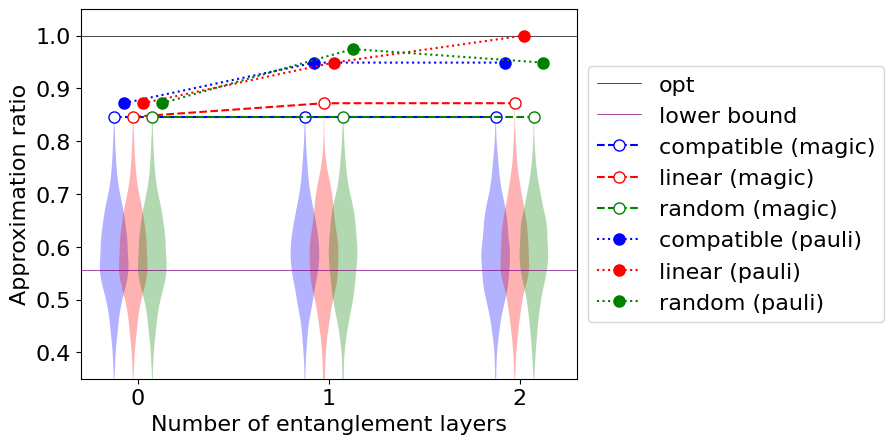 1.0
0.9
0.8
0.7
0.6
0.5
0.4
Approximation ratio
0 1 2
Number of entanglement layers
opt
lower bound
compatible (magic)
linear (magic)
random (magic)
compatible (pauli)
linear (pauli)
random (pauli)